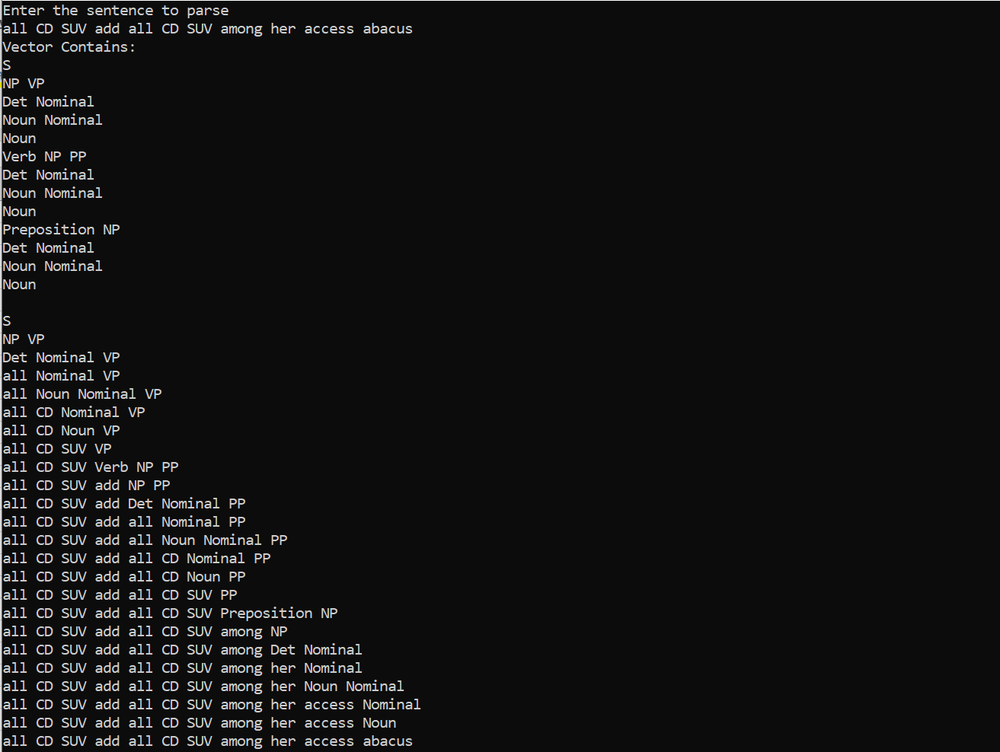 Enter the sentence to parse
all CD SUV add all CD SUV among her access abacus
Vector Contains:
S
NP VP
Det Nominal
Noun Nominal
Noun
Verb NP PP
Det Nominal
Noun Nominal
Noun
Preposition NP
Det Nominal
Noun Nominal
Noun
S
NP VP
Det Nominal VP
all Nominal VP
all Noun Nominal VP
all CD Nominal VP
all CD Noun VP
all CD SUV VP
all CD SUV Verb NP PP
all CD SUV add NP PP
all CD SUV add Det Nominal PP
all CD SUV add all Nominal PP
all CD SUV add all Noun Nominal PP
all CD SUV add all CD Nominal PP
all CD SUV add all CD Noun PP
all CD SUV add all CD SUV PP
all CD SUV add all CD SUV Preposition NP
all CD SUV add all CD SUV among NP
all CD SUV add all CD SUV among Det Nominal
all CD SUV add all CD SUV among her Nominal
all CD SUV add all CD SUV among her Noun Nominal
all CD SUV add all CD SUV among her access Nominal
all CD SUV add all CD SUV among her access Noun
all CD SUV add all CD SUV among her access abacus